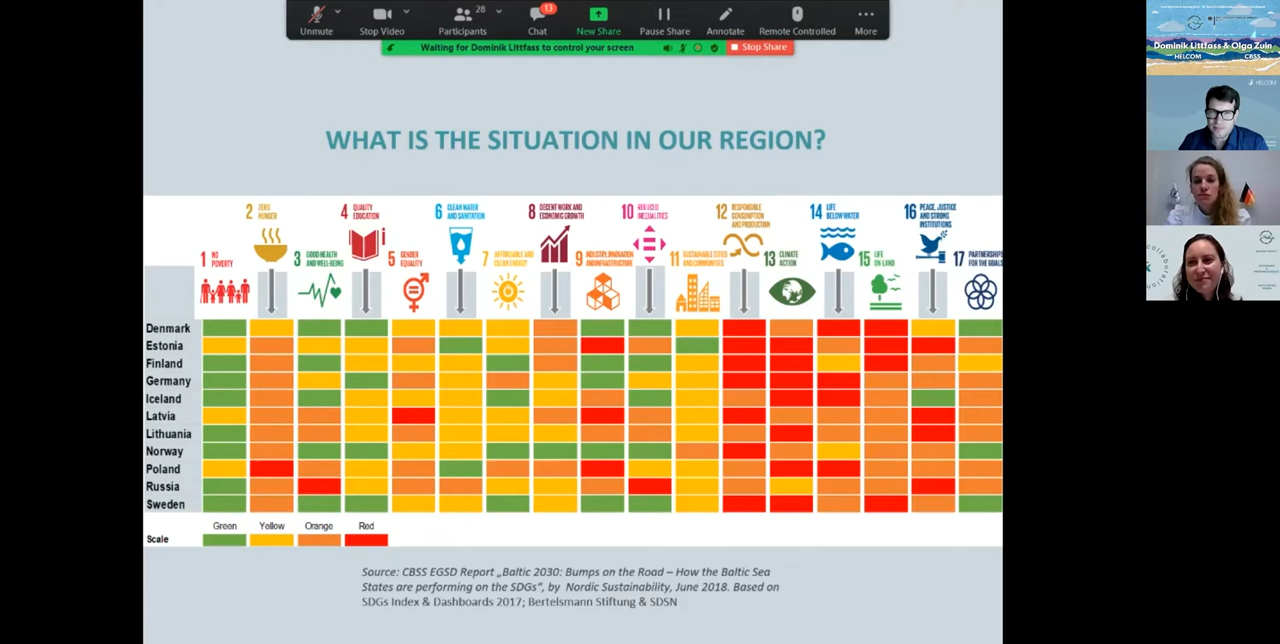 28
13
Unmute
Stop Video
Participants
Chat
New Share
Pause Share
Annotate
Remote Controlled
More
Waiting for Dominik Littfass to control your screen
Stop Share
Dominik Littfass & Olga Zuin
HELCOM
CBSS
HELCOM
WHAT IS THE SITUATION IN OUR REGION?
1 NO
POVERTY
2 ZERO
HUNGER
3 GOOD HEALTH
AND WELL-BEING
4 QUALITY
EDUCATION
5 GENDER
EQUALITY
6 CLEAN WATER
AND SANITATION
7 AFFORDABLE AND
CLEAN ENERGY
8 DECENT WORK AND
ECONOMIC GROWTH
9 INDUSTRY, INNOVATION
AND INFRASTRUCTURE
10 REDUCED
INEQUALITIES
11 SUSTAINABLE CITIES
AND COMMUNITIES
12 RESPONSIBLE
CONSUMPTION
AND PRODUCTION
13 CLIMATE
ACTION
14 LIFE
BELOW WATER
15 LIFE
ON LAND
16 PEACE, JUSTICE
AND STRONG
INSTITUTIONS
17 PARTNERSHIPS
FOR THE GOALS
Denmark
Estonia
Finland
Germany
Iceland
Latvia
Lithuania
Norway
Poland
Russia
Sweden
Green Yellow Orange Red
Scale
Source: CBSS EGSD Report „Baltic 2030: Bumps on the Road – How the Baltic Sea
States are performing on the SDGs“, by Nordic Sustainability, June 2018. Based on
SDGs Index & Dashboards 2017; Bertelsmann Stiftung & SDSN